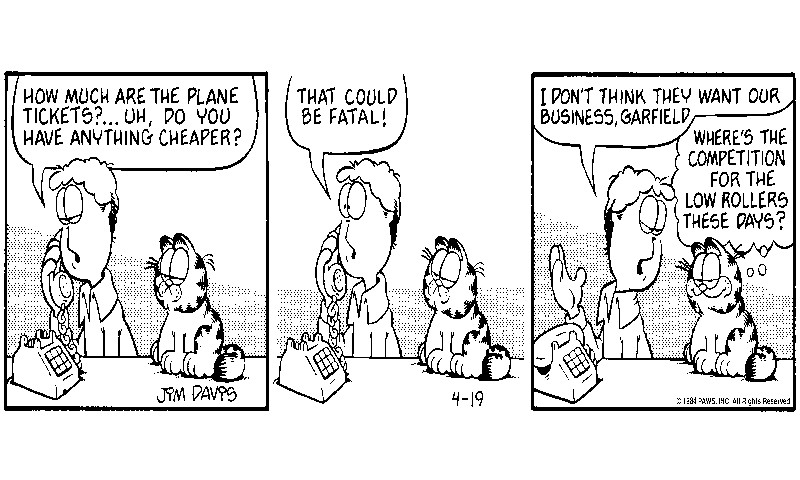 HOW MUCH ARE THE PLANE
TICKETS?... UH, DO YOU
HAVE ANYTHING CHEAPER?
JIM DAVIS
THAT COULD
BE FATAL!
4-19
I DON'T THINK THEY WANT OUR
BUSINESS, GARFIELD
WHERE'S THE
COMPETITION
FOR THE
LOW ROLLERS
THESE DAYS?
© 1984 PAWS, INC. All Rights Reserved.